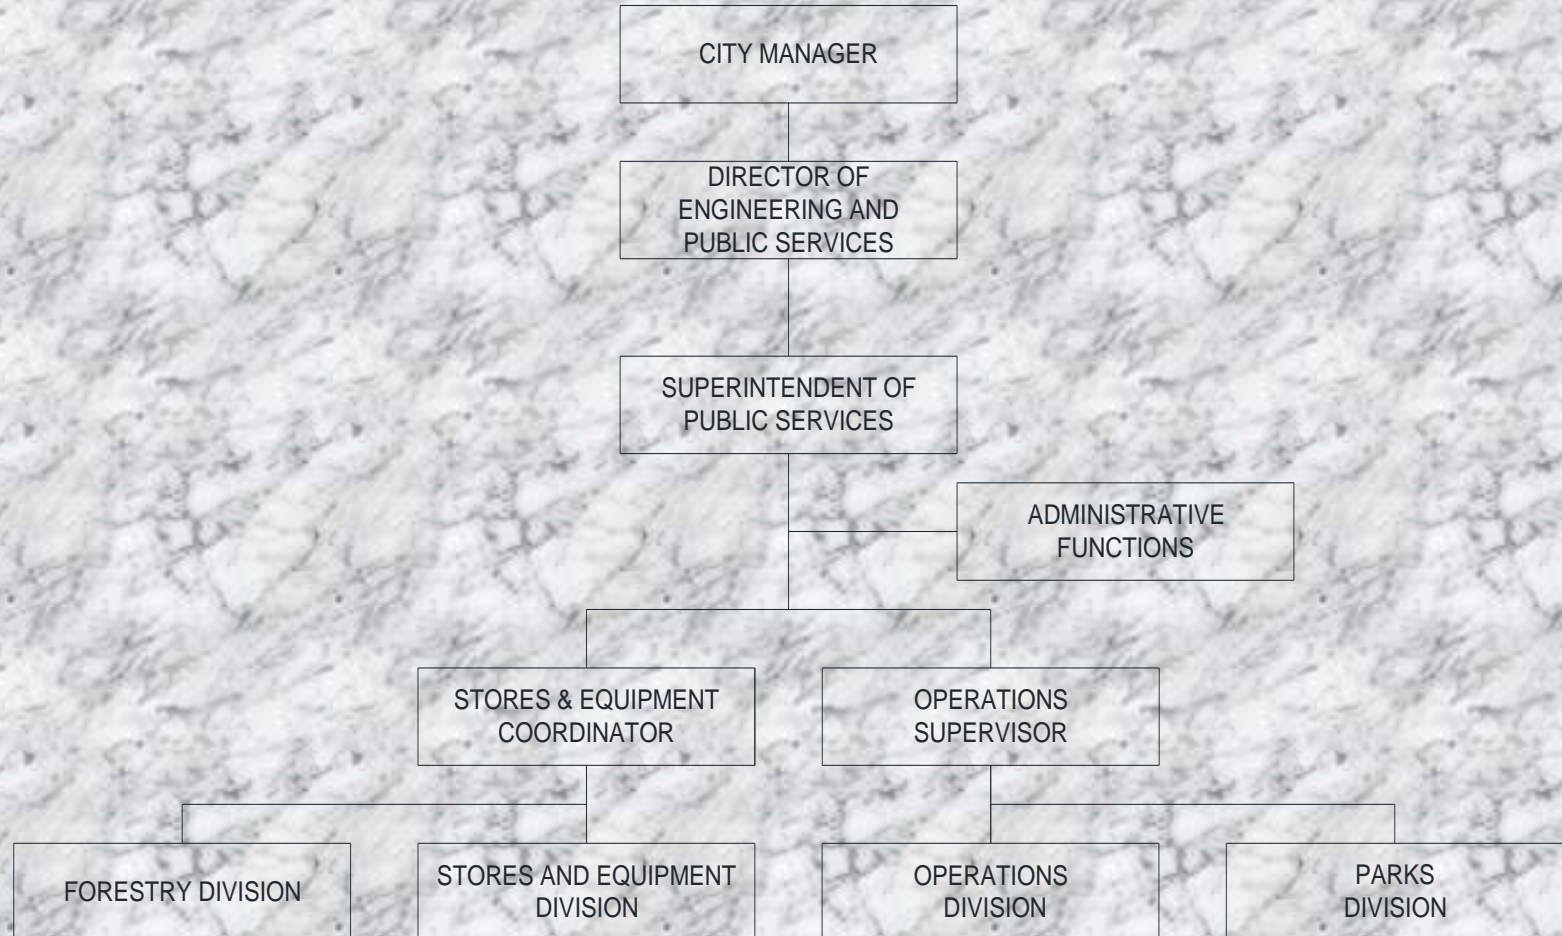 CITY MANAGER
DIRECTOR OF
ENGINEERING AND
PUBLIC SERVICES
SUPERINTENDENT OF
PUBLIC SERVICES
ADMINISTRATIVE
FUNCTIONS
STORES & EQUIPMENT
COORDINATOR
OPERATIONS
SUPERVISOR
FORESTRY DIVISION
STORES AND EQUIPMENT
DIVISION
OPERATIONS
DIVISION
PARKS
DIVISION